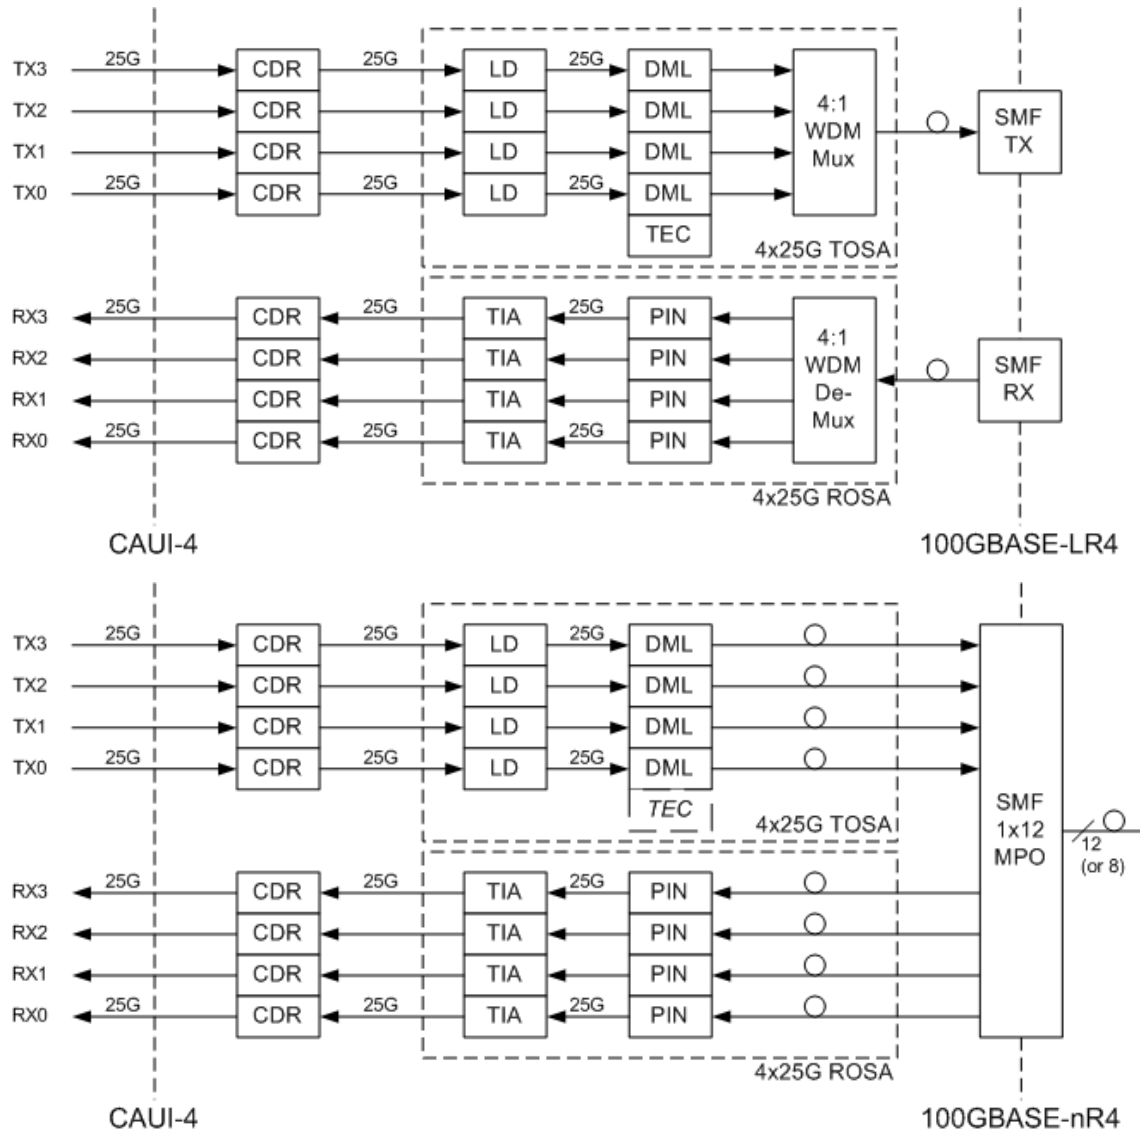 TX3 25G CDR 25G LD 25G DML
TX2 CDR LD DML
TX1 CDR LD DML
TX0 25G CDR 25G LD 25G DML
TEC
4:1
WDM
Mux
SMF
TX
4x25G TOSA
RX3 25G CDR 25G TIA 25G PIN
RX2 CDR TIA PIN
RX1 CDR TIA PIN
RX0 25G CDR 25G TIA 25G PIN
4:1
WDM
De-
Mux
SMF
RX
4x25G ROSA
CAUI-4 100GBASE-LR4
TX3 25G CDR 25G LD 25G DML
TX2 CDR LD DML
TX1 CDR LD DML
TX0 25G CDR 25G LD 25G DML
TEC
4x25G TOSA
SMF
1x12
MPO
12
(or 8)
RX3 25G CDR 25G TIA 25G PIN
RX2 CDR TIA PIN
RX1 CDR TIA PIN
RX0 25G CDR 25G TIA 25G PIN
4x25G ROSA
CAUI-4 100GBASE-nR4